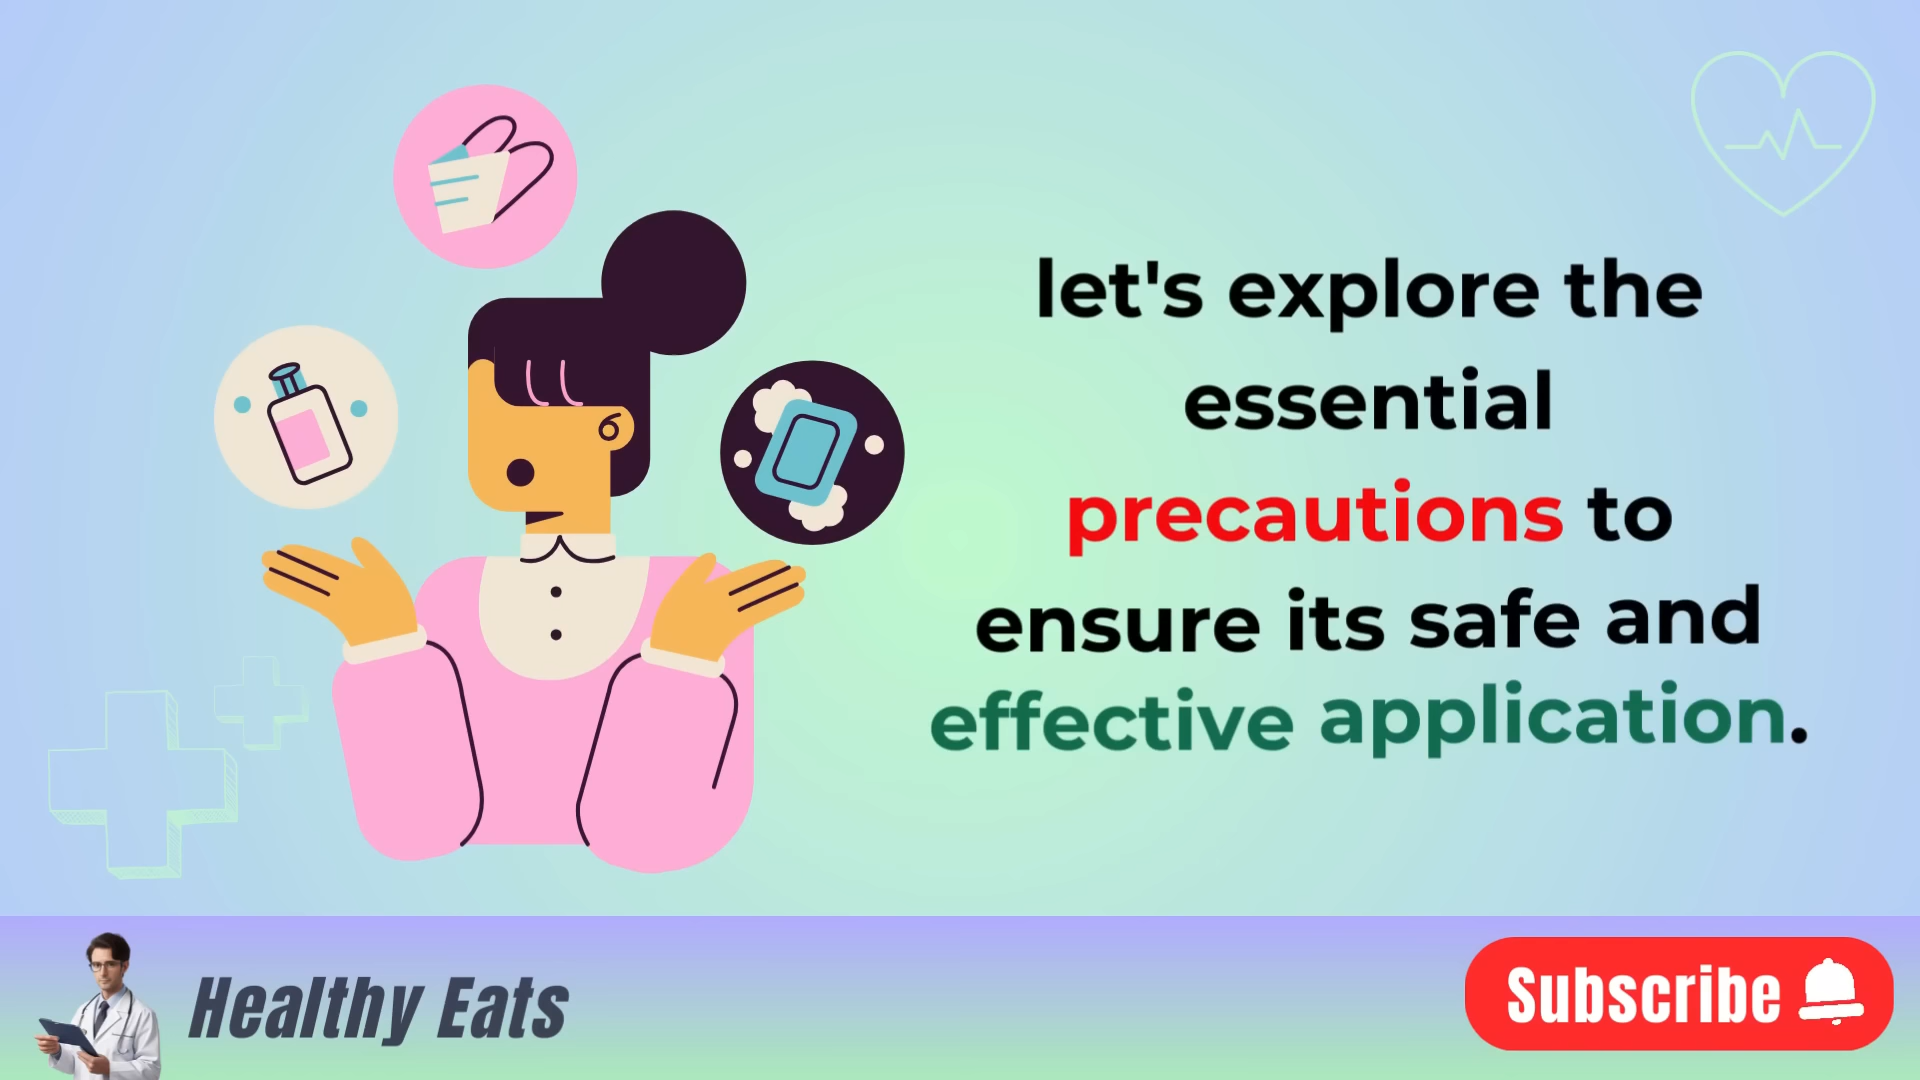 let's explore the
essential
precautions to
ensure its safe and
effective application.
Healthy Eats
Subscribe